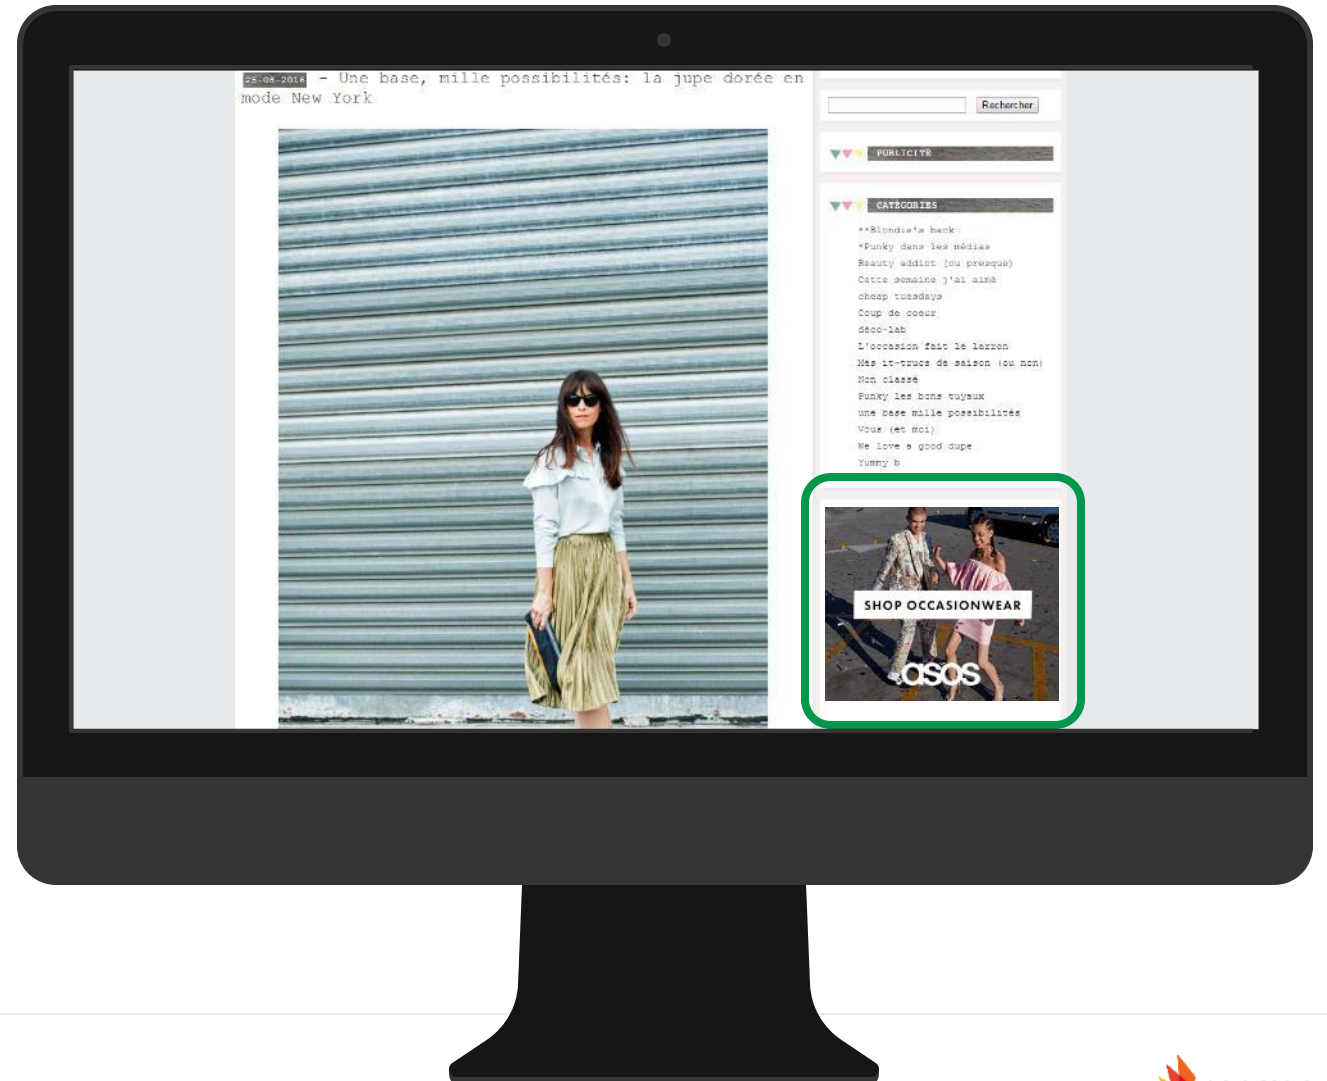 25-08-2016 - Une base, mille possibilités: la jupe dorée en
mode New York
Rechercher
PUBLICITÉ
CATÉGORIES
**Blondie's back
*Punky dans les médias
Beauty addict (ou presque)
Cette semaine j'ai aimé
cheap tuesdays
Coup de coeur
déco-lab
L'occasion fait le larron
Mes it-trucs de saison (ou non)
Non classé
Punky les bons tuyaux
une base mille possibilités
Vous (et moi)
We love a good dupe
Yummy b
SHOP OCCASIONWEAR
asos